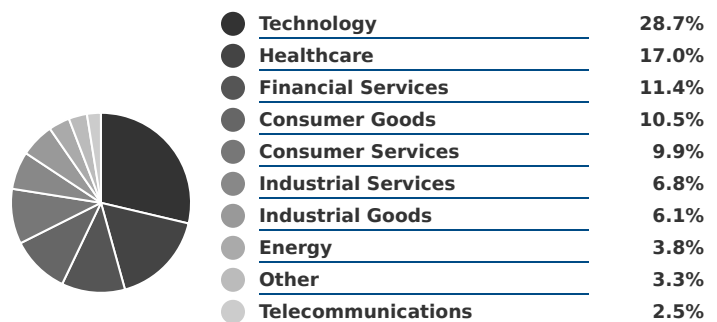 Technology 28.7%
Healthcare 17.0%
Financial Services 11.4%
Consumer Goods 10.5%
Consumer Services 9.9%
Industrial Services 6.8%
Industrial Goods 6.1%
Energy 3.8%
Other 3.3%
Telecommunications 2.5%